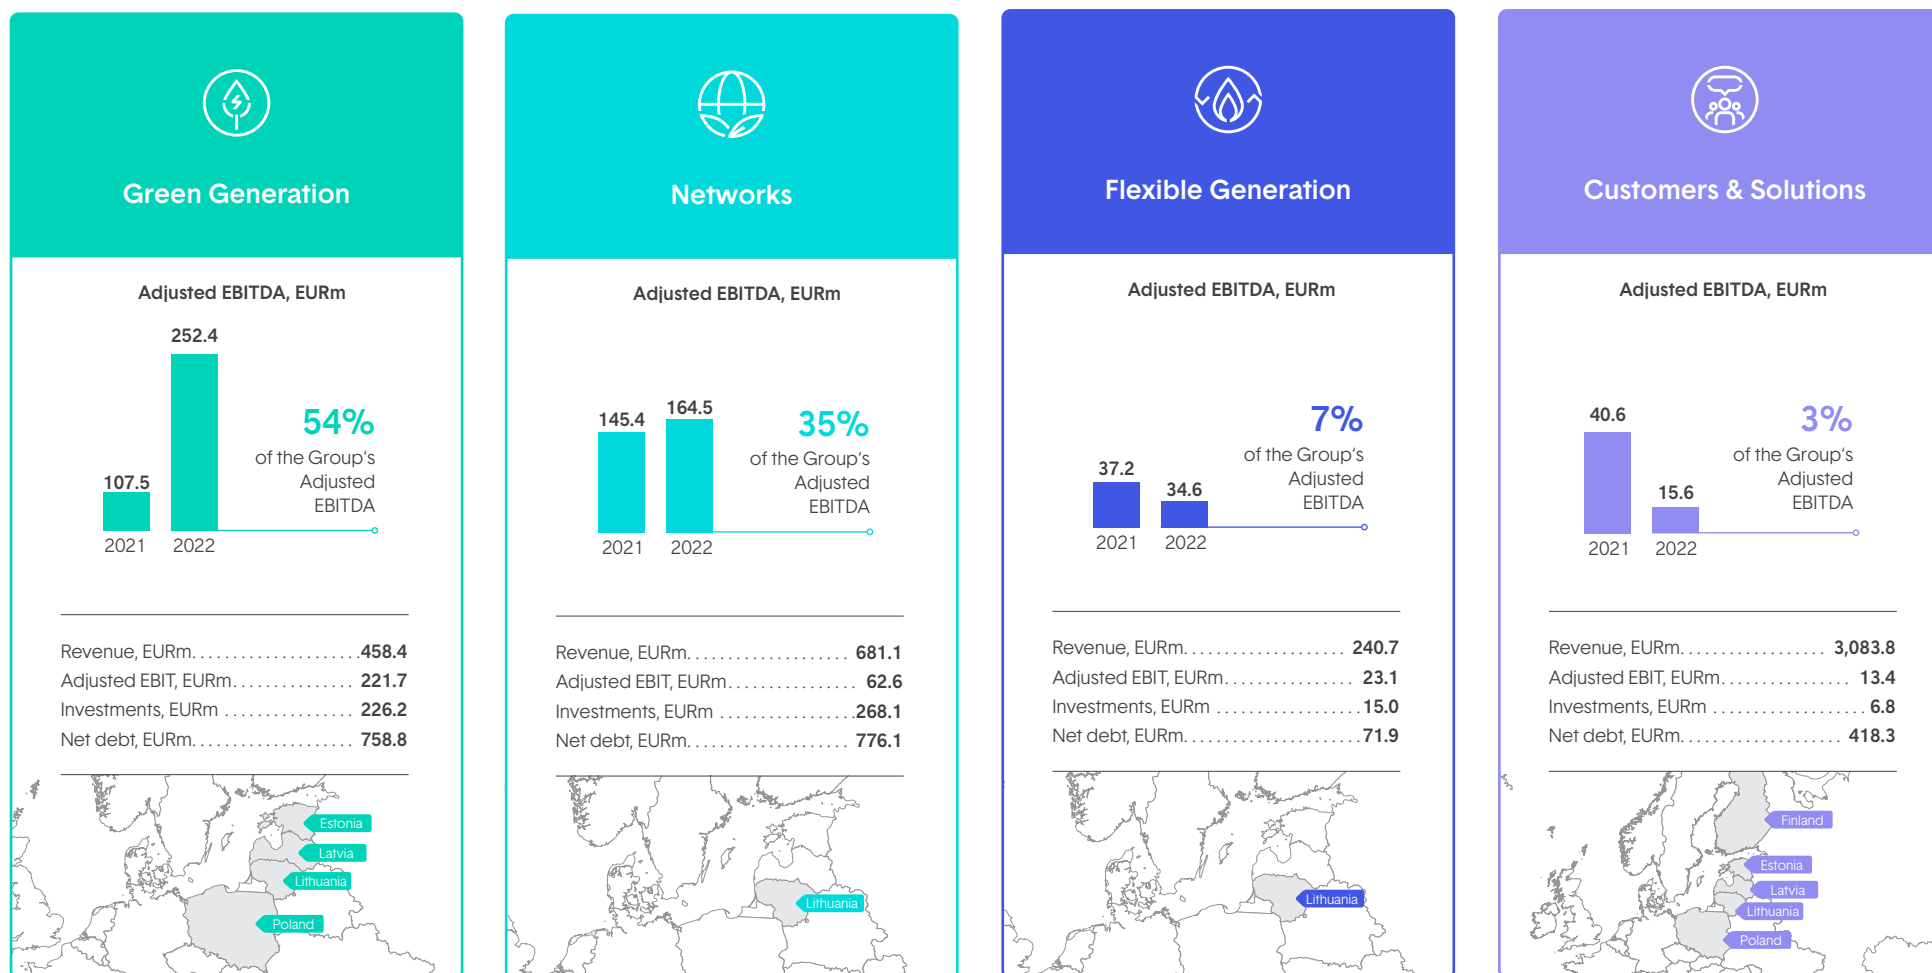 Green Generation
Adjusted EBITDA, EURm
252.4
107.5
54%
of the Group's
Adjusted
EBITDA
2021 2022
Revenue, EURm....................458.4
Adjusted EBIT, EURm............... 221.7
Investments, EURm ................ 226.2
Net debt, EURm.................... 758.8
Estonia
Latvia
Lithuania
Poland
Networks
Adjusted EBITDA, EURm
145.4
164.5
35%
of the Group's
Adjusted
EBITDA
2021 2022
Revenue, EURm.................... 681.1
Adjusted EBIT, EURm................ 62.6
Investments, EURm ................268.1
Net debt, EURm.................... 776.1
Lithuania
Flexible Generation
Adjusted EBITDA, EURm
37.2
34.6
7%
of the Group's
Adjusted
EBITDA
2021 2022
Revenue, EURm.................... 240.7
Adjusted EBIT, EURm................. 23.1
Investments, EURm ..................15.0
Net debt, EURm......................71.9
Lithuania
Customers & Solutions
Adjusted EBITDA, EURm
40.6
15.6
3%
of the Group's
Adjusted
EBITDA
2021 2022
Revenue, EURm.................. 3,083.8
Adjusted EBIT, EURm................ 13.4
Investments, EURm ................... 6.8
Net debt, EURm.................... 418.3
Finland
Estonia
Latvia
Lithuania
Poland